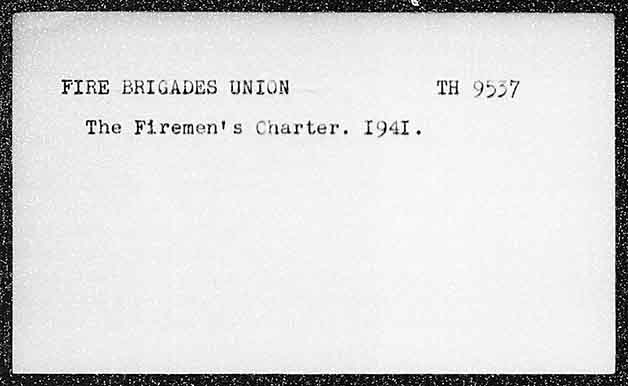 FIRE BRIGADES UNION TH 9537
The Firemen's Charter. I94I.